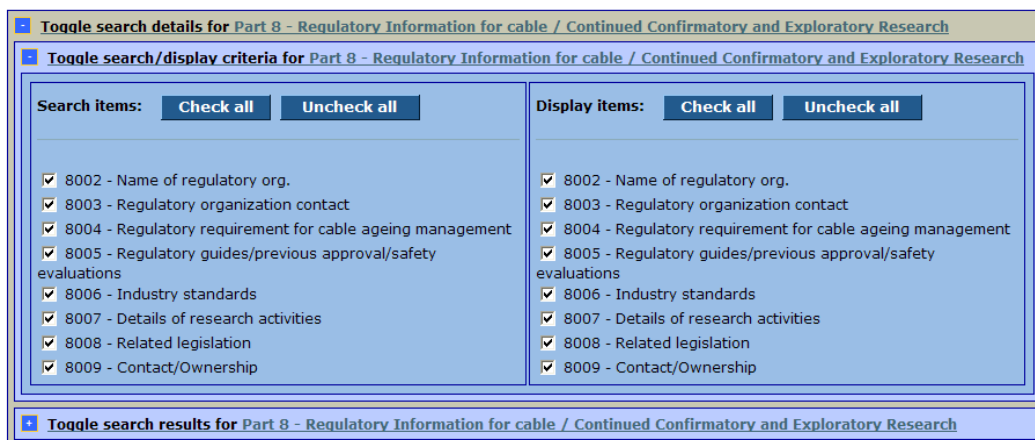 - Toggle search details for Part 8 - Regulatory Information for cable / Continued Confirmatory and Exploratory Research
- Toggle search/display criteria for Part 8 - Regulatory Information for cable / Continued Confirmatory and Exploratory Research
Search items: Check all Uncheck all
8002 - Name of regulatory org.
8003 - Regulatory organization contact
8004 - Regulatory requirement for cable ageing management
8005 - Regulatory guides/previous approval/safety
evaluations
8006 - Industry standards
8007 - Details of research activities
8008 - Related legislation
8009 - Contact/Ownership
Display items: Check all Uncheck all
8002 - Name of regulatory org.
8003 - Regulatory organization contact
8004 - Regulatory requirement for cable ageing management
8005 - Regulatory guides/previous approval/safety
evaluations
8006 - Industry standards
8007 - Details of research activities
8008 - Related legislation
8009 - Contact/Ownership
+ Toggle search results for Part 8 - Regulatory Information for cable / Continued Confirmatory and Exploratory Research